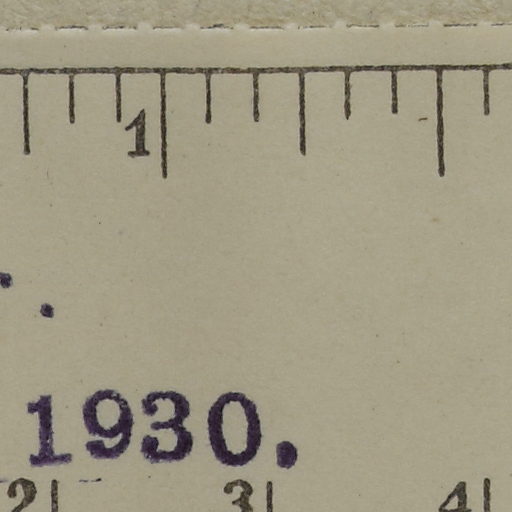 1
. .
1930.
2 3 4